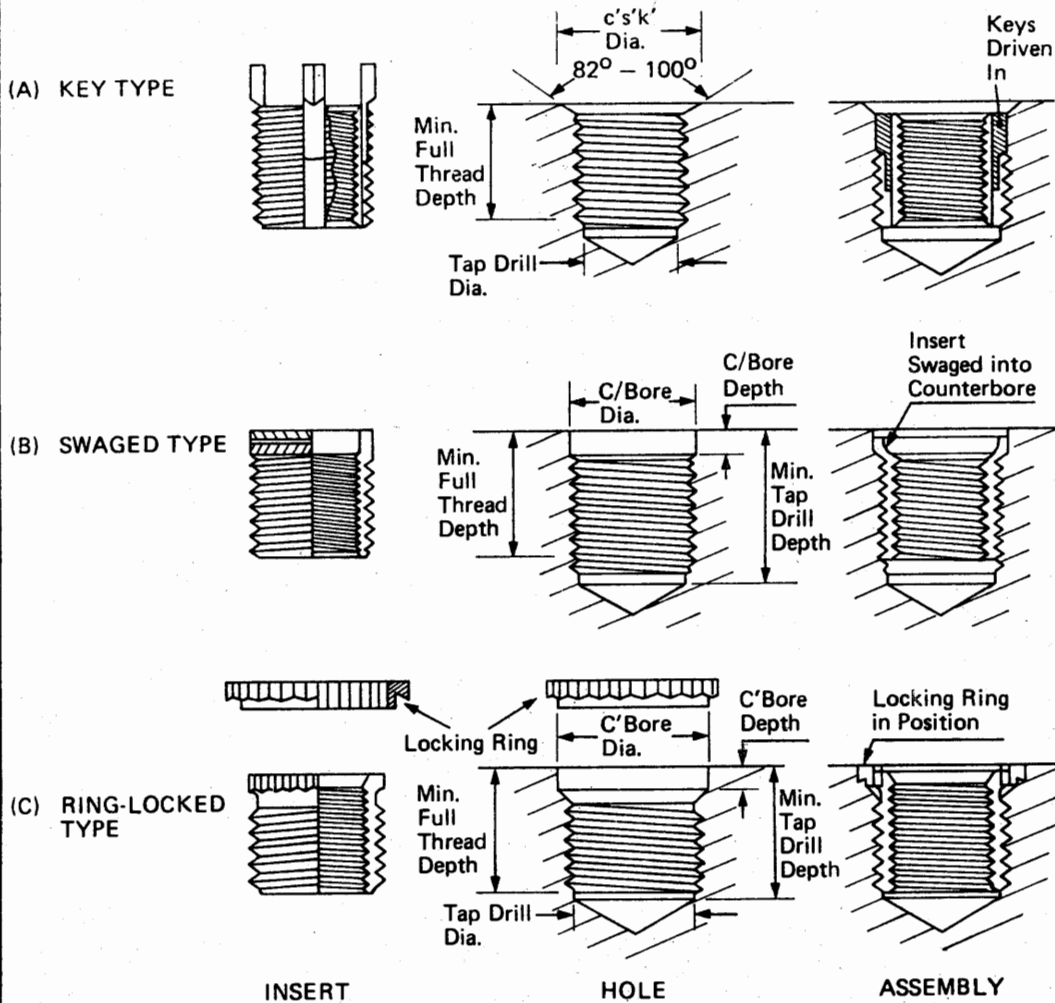 (A) KEY TYPE
c's'k'
Dia.
82° – 100°
Min.
Full
Thread
Depth
Tap Drill
Dia.
Keys
Driven
In
(B) SWAGED TYPE
C/Bore
Dia.
C/Bore
Depth
Min.
Full
Thread
Depth
Min.
Tap
Drill
Depth
Insert
Swaged into
Counterbore
(C) RING-LOCKED
TYPE
Locking Ring
C'Bore
Dia.
C'Bore
Depth
Min.
Full
Thread
Depth
Min.
Tap
Drill
Depth
Tap Drill
Dia.
Locking Ring
in Position
INSERT
HOLE
ASSEMBLY